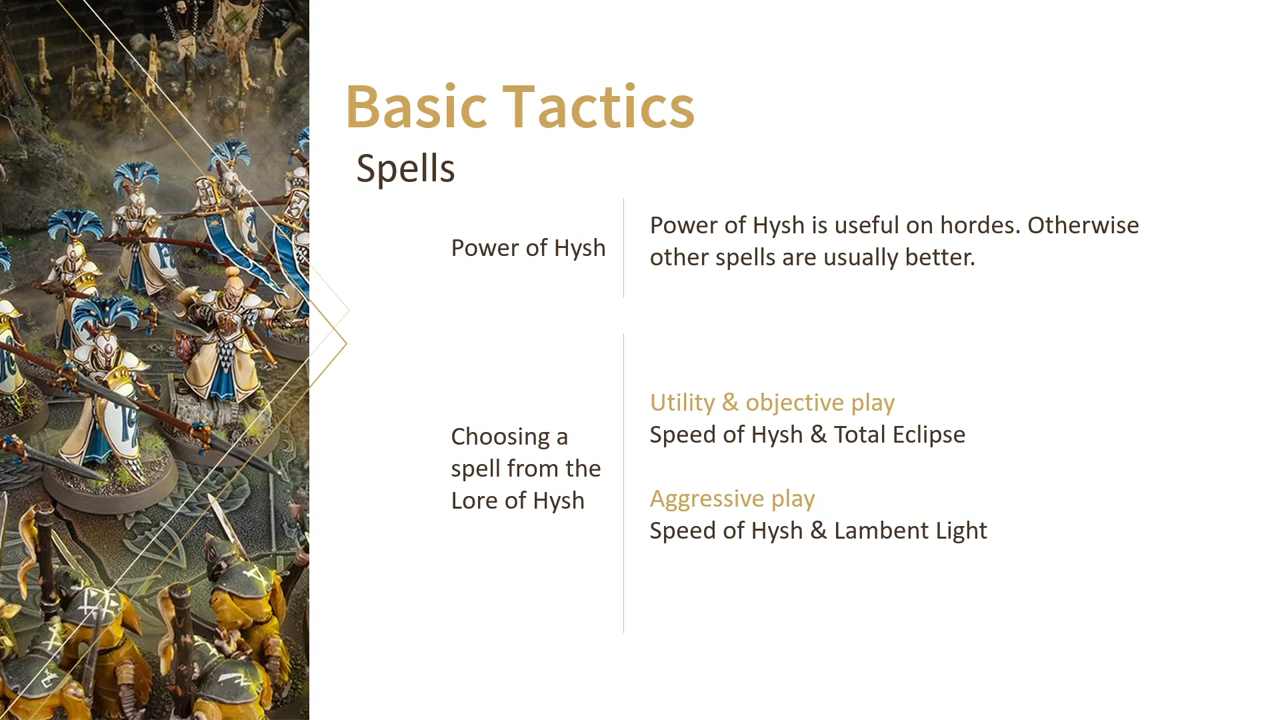 Basic Tactics
Spells
Power of Hysh
Power of Hysh is useful on hordes. Otherwise
other spells are usually better.
Choosing a
spell from the
Lore of Hysh
Utility & objective play
Speed of Hysh & Total Eclipse
Aggressive play
Speed of Hysh & Lambent Light